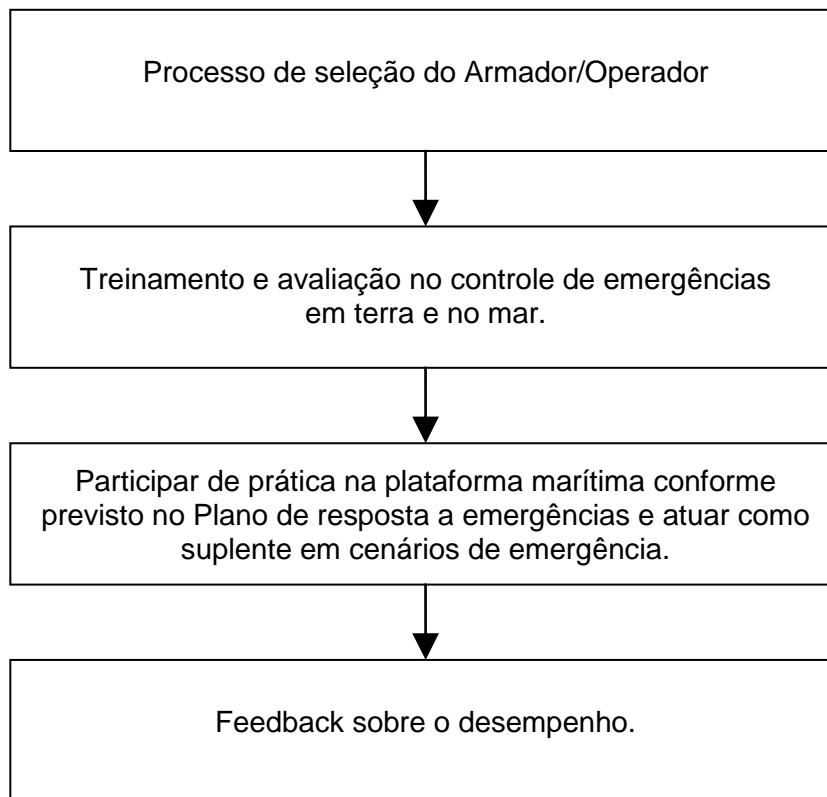 Processo de seleção do Armador/Operador
Treinamento e avaliação no controle de emergências
em terra e no mar.
Participar de prática na plataforma marítima conforme
previsto no Plano de resposta a emergências e atuar como
suplente em cenários de emergência.
Feedback sobre o desempenho.